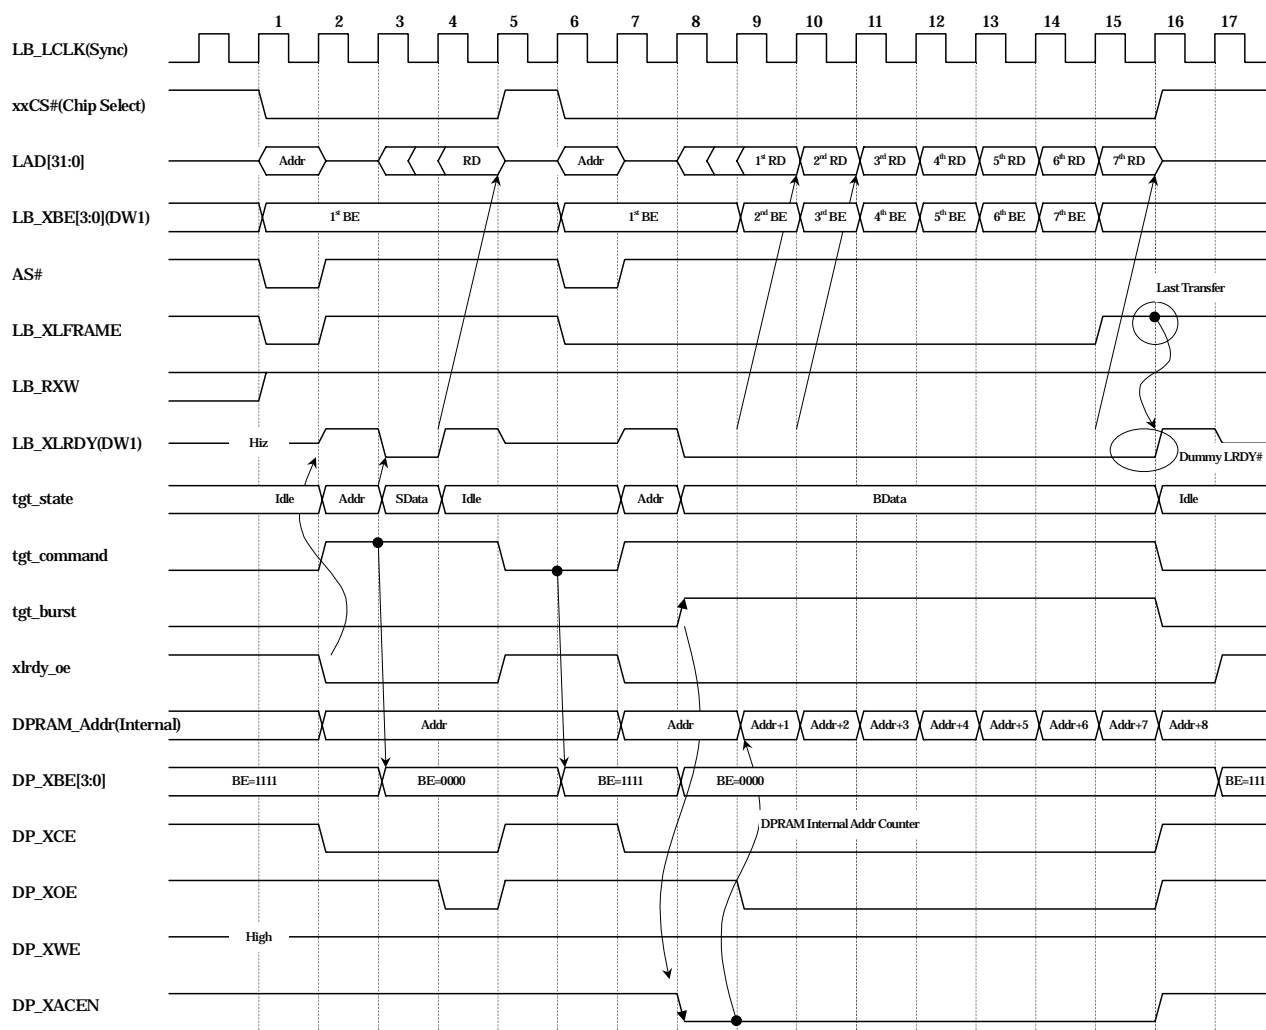 1 2 3 4 5 6 7 8 9 10 11 12 13 14 15 16 17
LB_LCLK(Sync)
xxCS#(Chip Select)
LAD[31:0] Addr RD Addr 1st RD 2nd RD 3rd RD 4th RD 5th RD 6th RD 7th RD
LB_XBE[3:0](DW1) 1st BE 1st BE 2nd BE 3rd BE 4th BE 5th BE 6th BE 7th BE
AS#
Last Transfer
LB_XLFRAME
LB_RXW
LB_XLRDY(DW1) Hiz
Dummy LRDY#
tgt_state Idle Addr SData Idle Addr BData Idle
tgt_command
tgt_burst
xlrdy_oe
DPRAM_Addr(Internal) Addr Addr Addr+1 Addr+2 Addr+3 Addr+4 Addr+5 Addr+6 Addr+7 Addr+8
DP_XBE[3:0] BE=1111 BE=0000 BE=1111 BE=0000 BE=111
DPRAM Internal Addr Counter
DP_XCE
DP_XOE
High
DP_XWE
DP_XACEN